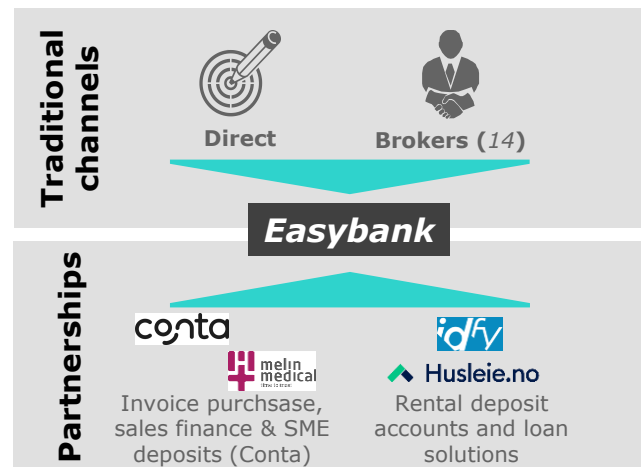 Traditional
channels
Direct
Brokers (14)
Easybank
Partnerships
conta
idfy
melin
medical
Husleie.no
Invoice purchsase,
sales finance & SME
deposits (Conta)
Rental deposit
accounts and loan
solutions